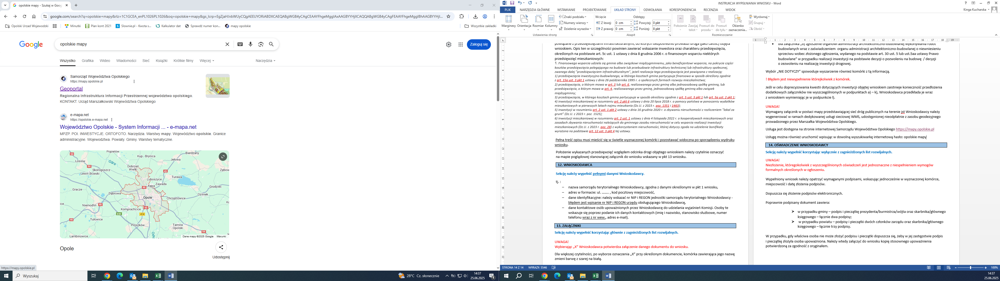 opolskie mapy - Szukaj w Goog
google.com/search?q=opolskie+mapy&rlz=1C1GCEA_enPL1026PL1026&oq=opolskie+mapy&gs_lcrp=
Opolski Urzad Wojewodzki
Minutki
Plan kont 2021
Slownie.pl - Kwota s...
Kalkulator dat
Sprawdź numer kon...
mapy opolskie
Wszystkie zakładki
Google
opolskie mapy
Zaloguj się
Wszystko
Grafika
Wideo
Wiadomości
Sieć
Książki
Krótkie filmy
Więcej
Narzędzia
Samorząd Województwa Opolskiego
https://mapy.opolskie.pl
Geoportal
Regionalna Infrastruktura Informacji Przestrzennej województwa opolskiego.
KONTAKT. Urząd Marszałkowski Województwa Opolskiego
e-mapa.net
https://opolskie.e-mapa.net
Województwo Opolskie - System Informacji ... - e-mapa.net
MPZP. POI. INWESTYCJE. ORTOFOTO. Narzędzia. Warstwy mapy. Województwo opolskie. Granice
administracyjne. Województwa. Powiaty. Gminy. Warstwy tematyczne.
Popielów
Bierdzany
94
Kup. Brynica
Jełowa
Łosiów
Odra
Dobrzeń
Wielki
45
Zębow
94
Skorogoszcz
Lewin Brzeski
Turawa
Luboszyce
Zawada
Kępa
46
Grodziec
Gracze
Dąbrowa
Ozimek
Opole
Chrząstowice
ice
46
Niemodlin
46
Kc
45
Komprachcice
E40
414
Tułowice
Prószków
Tarnów
Opolski
94
Łambinowice
Odra
Dane mapy ©2025 Google
Warunki
Opole
Udostępnij
https://mapy.opolskie.pl
Wyszukaj
28°C Cz. słonecznie
14:37
25.06.2025
4
INSTRUKCJA WYPEŁNIANIA WNIOSKU - Word
Kinga Kucharska
PLIK
NARZĘDZIA GŁÓWNE
WSTAWIANIE
PROJEKTOWANIE
UKŁAD STRONY
ODWOŁANIA
KORESPONDENCJA
RECENZJA
WIDOK
Marginesy
Orientacja
Rozmiar
Kolumny
Znaki podziału
Numery wierszy
Dzielenie wyrazów
Ustawienia strony
Wcięcie
Z lewej: 0 cm
Z prawej: 0 cm
Odstępy
Powyżej: 0 pkt
Poniżej: 8 pkt
Akapit
Położenie
Zawijaj
tekst
Przesuń do
przodu
Przesuń
do tyłu
Okienko
zaznaczenia...
Wyrównaj
Grupuj
Obróć
Rozmieszczanie
powiązane z przedsięwzięciami infrastrukturalnymi, do których bezpośrednio prowadzi droga (jako całość) objęta
wnioskiem. Opis ten w szczególności powinien zawierać wskazanie inwestora oraz charakteru przedsięwzięcia,
określonych na podstawie art. 5c ust. 1 ustawy z dnia 8 grudnia 2006 r. o finansowym wsparciu niektórych
przedsięwzięć mieszkaniowych:
1. Finansowego wsparcia udziela się gminie albo związkowi międzygminnemu, jako beneficjentowi wsparcia, na pokrycie części
kosztów przedsięwzięcia polegającego na budowie lub przebudowie infrastruktury technicznej lub infrastruktury społecznej,
zwanego dalej "przedsięwzięciem infrastrukturalnym", jeżeli realizacja tego przedsięwzięcia jest powiązana z realizacją:
1) przedsięwzięcia inwestycyjno-budowlanego, w którego kosztach gmina partycypuje finansowo w sposób określony zgodnie
z art. 15a ust. 3 pkt 1 ustawy z dnia 26 października 1995 r. o społecznych formach rozwoju mieszkalnictwa;
2) przedsięwzięcia, o którym mowa w art. 3 lub art. 6, realizowanego przez gminę albo jednoosobową spółkę gminną, lub
przedsięwzięcia, o którym mowa w art. 4, realizowanego przez gminę, jednoosobową spółkę gminną albo związek
międzygminny;
3) przedsięwzięcia, w którego kosztach gmina partycypuje w sposób określony zgodnie z art. 5 ust. 3 pkt 1 lub art. 5a ust. 2 pkt 1;
4) inwestycji mieszkaniowej w rozumieniu art. 2 pkt 6 ustawy z dnia 20 lipca 2018 r. o pomocy państwa w ponoszeniu wydatków
mieszkaniowych w pierwszych latach najmu mieszkania (Dz.U. z 2023 r. poz. 1351 i 1463);
5) inwestycji mieszkaniowej w rozumieniu art. 2 ust. 1 pkt 2 ustawy z dnia 16 grudnia 2020 r. o zbywaniu nieruchomości z rozliczeniem "lokal za
grunt" (Dz.U. z 2023 r. poz. 1525);
6) inwestycji mieszkaniowej w rozumieniu art. 2 ust. 1 ustawy z dnia 4 listopada 2022 r. o kooperatywach mieszkaniowych oraz
zasadach zbywania nieruchomości należących do gminnego zasobu nieruchomości w celu wsparcia realizacji inwestycji
mieszkaniowych (Dz.U. z 2023 r. poz. 28) z wykorzystaniem nieruchomości, której dotyczy zgoda na udzielenie bonifikaty
wyrażona na podstawie art. 12 ust. 3 pkt 4 tej ustawy.
Pełna treść opisu musi mieścić się w świetle wyznaczonej komórki i pozostawać widoczna po sporządzeniu wydruku
wniosku.
Położenie wykazanych przedsięwzięć względem odcinka drogi objętego wnioskiem należy czytelnie oznaczyć
na mapie poglądowej stanowiącej załącznik do wniosku wskazany w pkt 13 wniosku.
12. WNIOSKODAWCA
Sekcję należy wypełnić pełnymi danymi Wnioskodawcy.
tj. :
– nazwa samorządu terytorialnego Wnioskodawcy, zgodna z danymi określonymi w pkt 1 wniosku,
– adres w formacie: ul. ........ , kod pocztowy miejscowość,
– dane identyfikacyjne: należy wskazać nr NIP i REGON jednostki samorządu terytorialnego Wnioskodawcy -
błędem jest wpisanie nr NIP i REGON urzędu obsługującego Wnioskodawcę,
– dane kontaktowe osób upoważnionych przez Wnioskodawcę do udzielania wyjaśnień Komisji. Osoby te
wskazuje się poprzez podanie ich danych kontaktowych (imię i nazwisko, stanowisko służbowe, numer
telefonu wraz z nr wew., adres e-mail).
13. ZAŁĄCZNIKI
Sekcję należy wypełnić korzystając głównie z zagnieżdżonych list rozwijalnych.
UWAGA!
Wybierając „X” Wnioskodawca potwierdza załączenie danego dokumentu do wniosku.
Dla większej czytelności, po wyborze oznaczenia „X” przy określonym dokumencie, komórka zawierająca jego nazwę
zmieni barwę z szarej na białą.
• dla załącznika „b) zgłoszenie organowi administracji architektoniczno-budowlanej wykonywania robót
budowlanych wraz z zaświadczeniem organu administracji architektoniczno-budowlanej o niewniesieniu
sprzeciwu wobec złożonego zgłoszenia, wydanego na podstawie art. 30 ust. 5 lub ust.5aa ustawy Prawo
budowlane” w przypadku realizacji inwestycji na podstawie decyzji o pozwoleniu na budowę / decyzji
o zezwoleniu na realizację inwestycji drogowej.
Wybór „NIE DOTYCZY” spowoduje wyszarzenie również komórki z tą informacją.
! Błędem jest niewypełnienie którejkolwiek z komórek.
Jeśli w celu doprecyzowania kwestii dotyczących inwestycji objętej wnioskiem zaistnieje konieczność przedłożenia
dodatkowych załączników nie wyszczególnionych w podpunktach a) – k), Wnioskodawca przedkłada je wraz
z wnioskiem wymieniając je w podpunkcie l).
UWAGA!
Wymagany załącznik w postaci mapy przedstawiającej sieć dróg publicznych na terenie jst Wnioskodawcy należy
wygenerować w ramach dedykowanej usługi sieciowej WMS, udostępnionej nieodpłatnie z zasobu geodezyjnego
prowadzonego przez Marszałka Województwa Opolskiego.
Usługa jest dostępna na stronie internetowej Samorządu Województwa Opolskiego https://mapy.opolskie.pl
Usługę można również uruchomić wpisując w dowolną wyszukiwarkę internetową hasło: opolskie mapy
14. OŚWIADCZENIE WNIOSKODAWCY
Sekcję należy wypełnić korzystając wyłącznie z zagnieżdżonych list rozwijalnych.
UWAGA!
Niezłożenie, któregokolwiek z wyszczególnionych oświadczeń jest jednoznaczne z niespełnieniem wymogów
formalnych określonych w ogłoszeniu.
Wypełniony wniosek należy opatrzyć wymaganymi podpisami, wskazując jednocześnie w wyznaczonej komórce,
miejscowość i datę złożenia podpisów.
Dopuszcza się złożenie podpisów elektronicznych.
Poprawnie podpisany dokument zawiera:
➢ w przypadku gminy – podpis i pieczątkę prezydenta/burmistrza/wójta oraz skarbnika/głównego
księgowego – łącznie dwa podpisy;
➢ w przypadku powiatu – podpisy i pieczątki dwóch członków zarządu oraz skarbnika/głównego
księgowego – łącznie trzy podpisy.
W przypadku, gdy właściwa osoba nie może złożyć podpisu i pieczątki dopuszcza się, żeby w jej zastępstwie podpis
i pieczątkę złożyła osoba upoważniona. Należy wtedy załączyć do wniosku kopię stosownego upoważnienia
potwierdzoną za zgodność z oryginałem.
STRONA 14 Z 14
WYRAZY: 5546
100%
14:37
25.06.2025